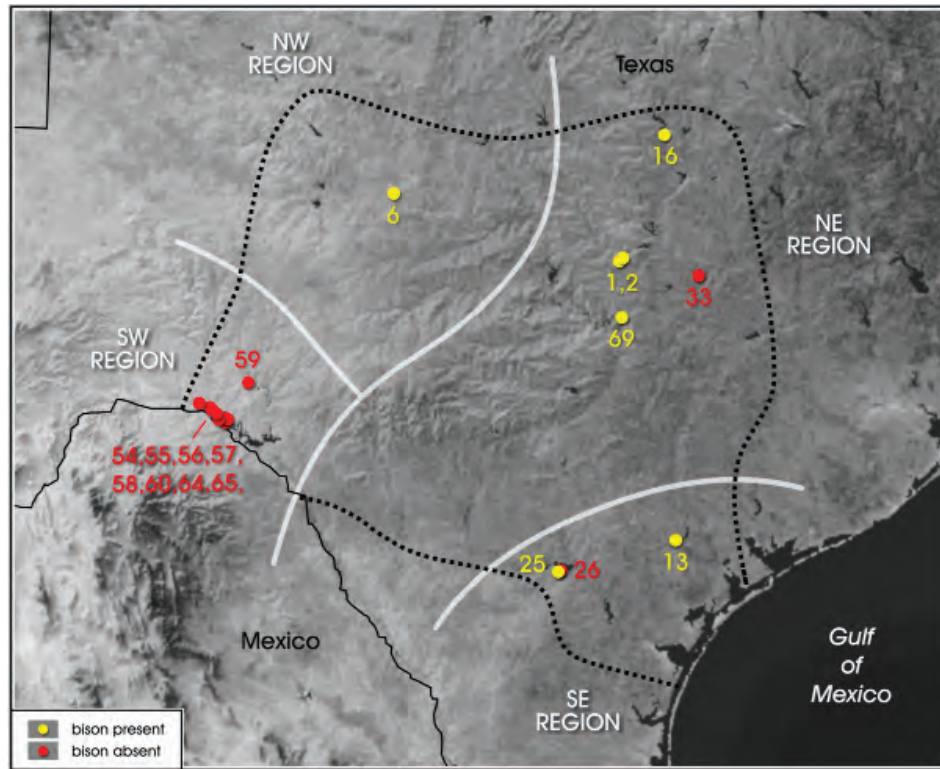 NW
REGION
Texas
16
6
NE
REGION
1,2
33
69
SW
REGION
59
54,55,56,57,
58,60,64,65,
25
26
13
Mexico
Gulf
of
Mexico
SE
REGION
bison present
bison absent